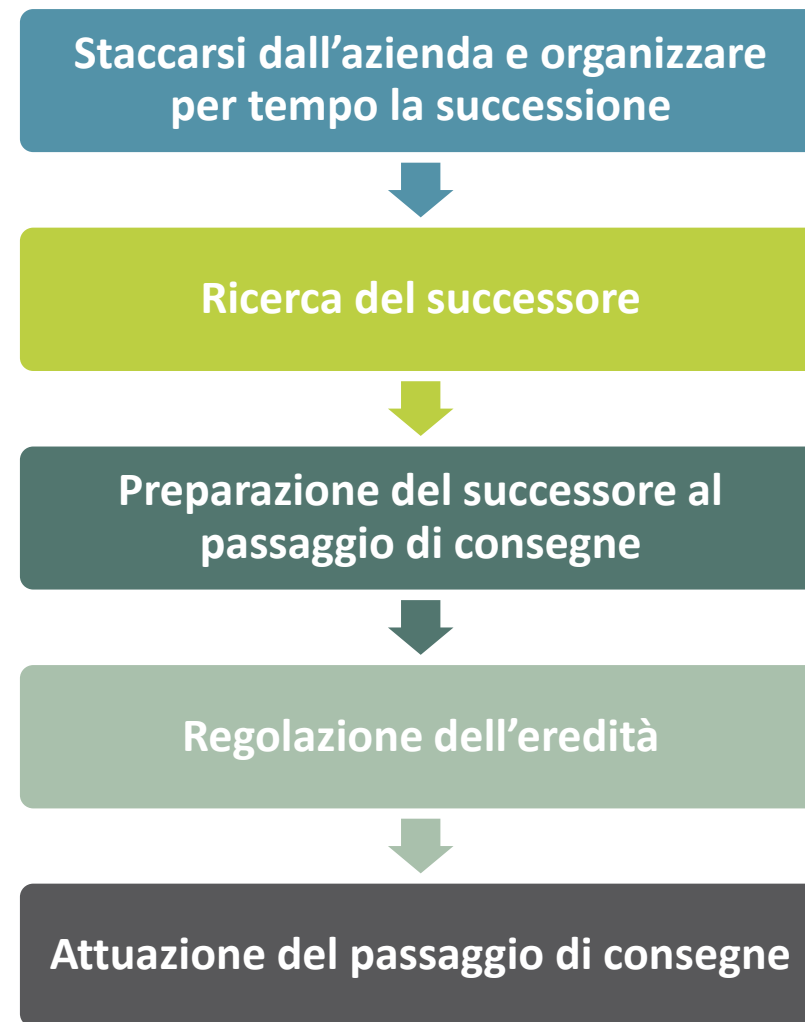 Staccarsi dall’azienda e organizzare
per tempo la successione
Ricerca del successore
Preparazione del successore al
passaggio di consegne
Regolazione dell’eredità
Attuazione del passaggio di consegne